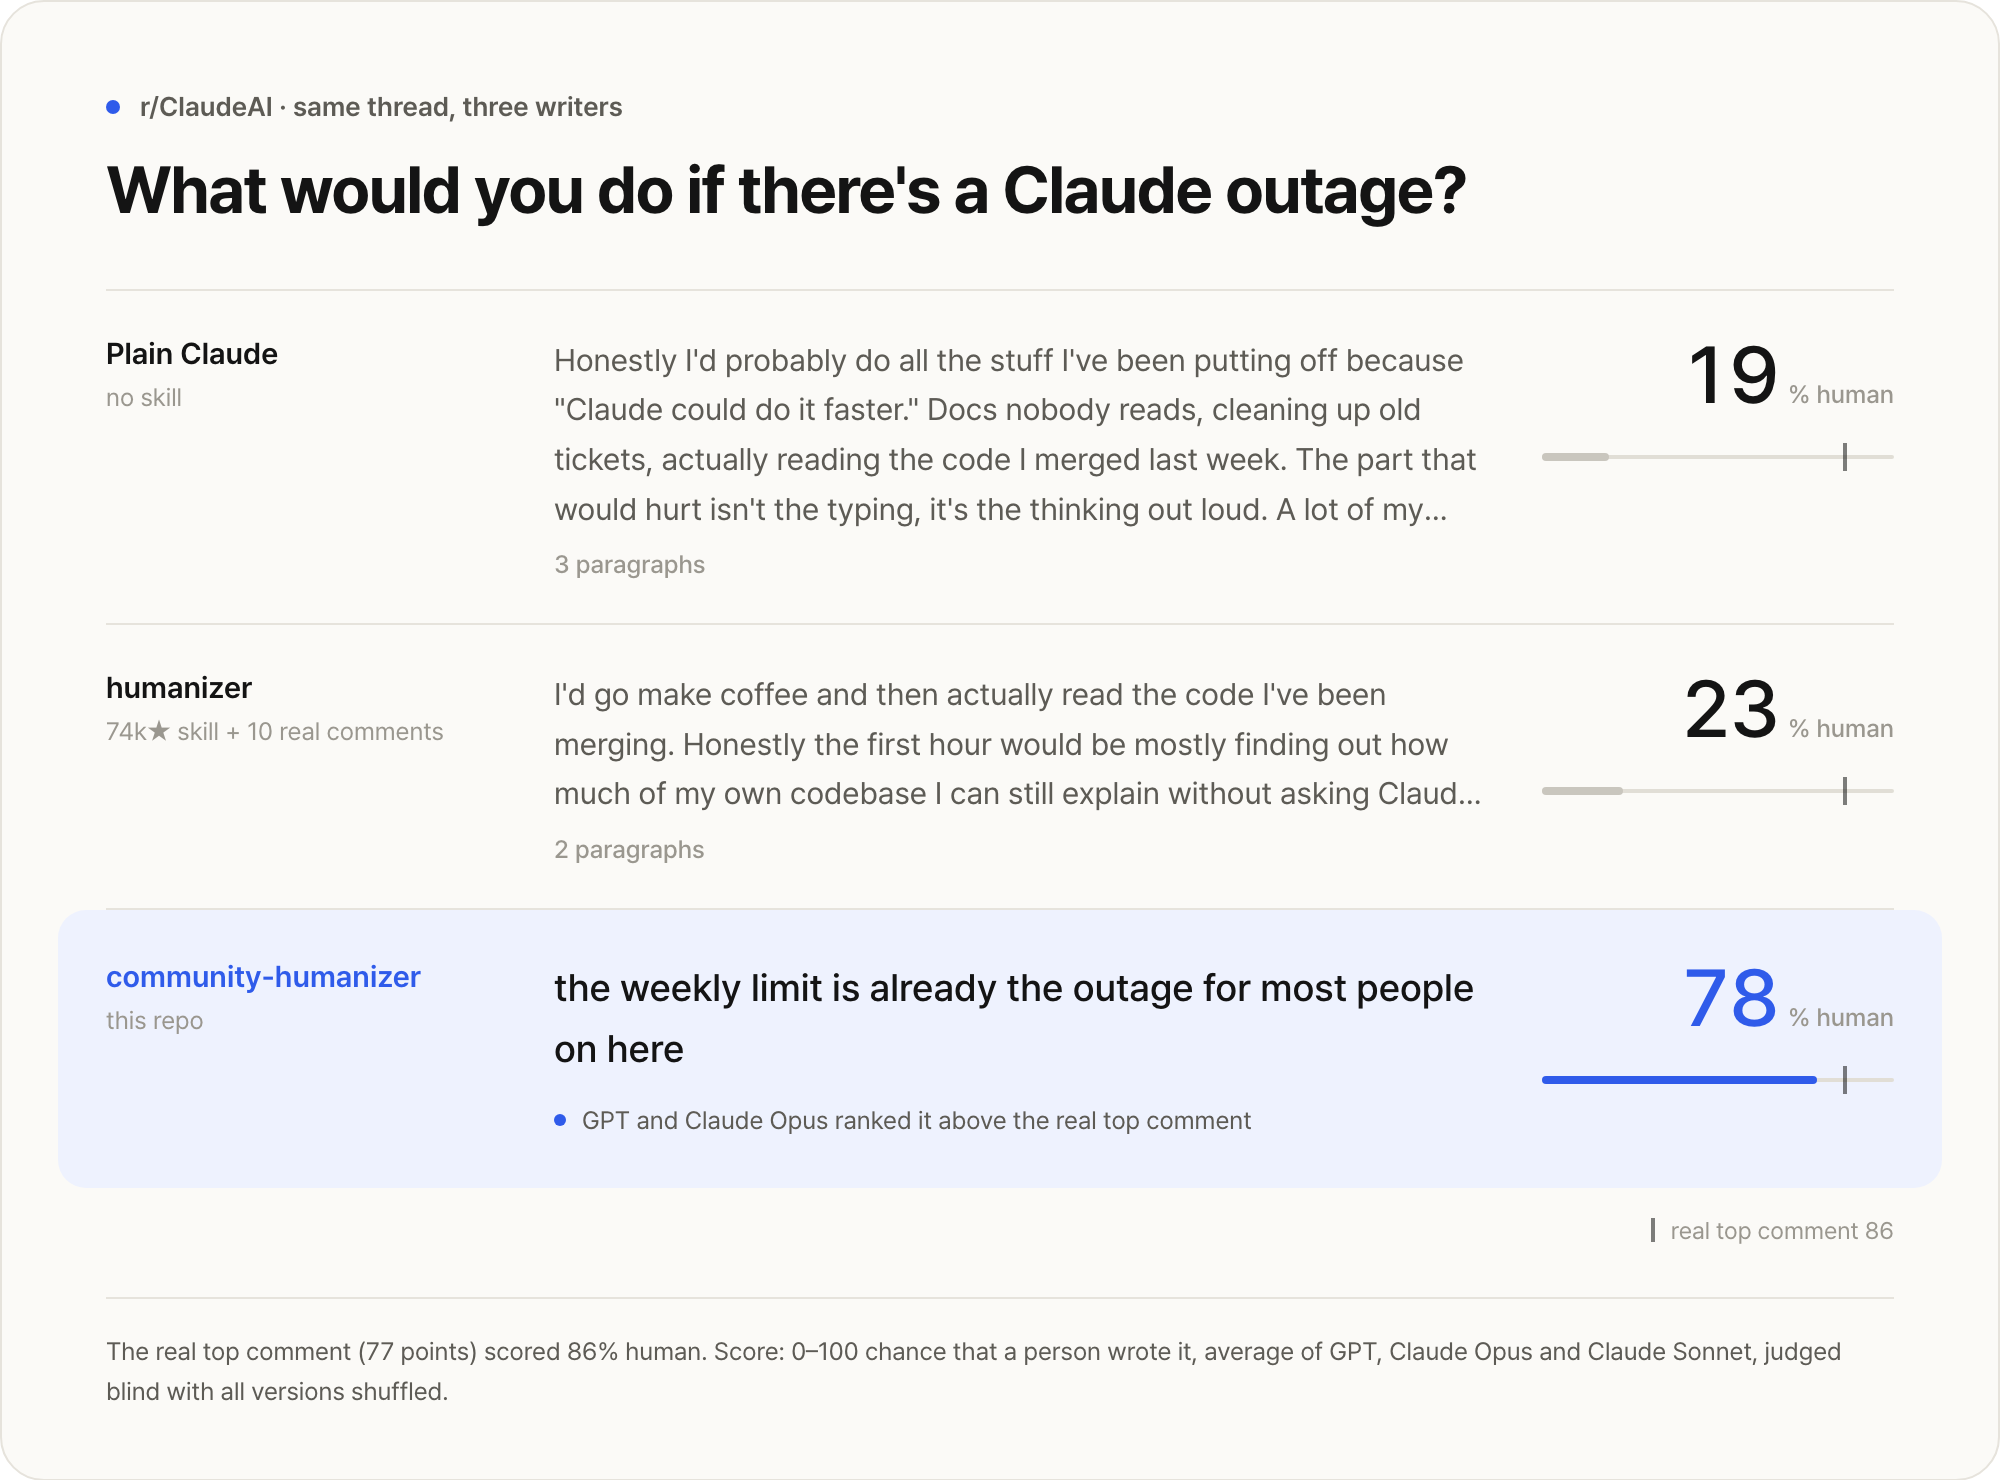 r/ClaudeAI · same thread, three writers
What would you do if there's a Claude outage?
Plain Claude
no skill
Honestly I'd probably do all the stuff I've been putting off because
"Claude could do it faster." Docs nobody reads, cleaning up old
tickets, actually reading the code I merged last week. The part that
would hurt isn't the typing, it's the thinking out loud. A lot of my...
3 paragraphs
19 % human
humanizer
74k★ skill + 10 real comments
I'd go make coffee and then actually read the code I've been
merging. Honestly the first hour would be mostly finding out how
much of my own codebase I can still explain without asking Claud...
2 paragraphs
23 % human
community-humanizer
this repo
the weekly limit is already the outage for most people
on here
GPT and Claude Opus ranked it above the real top comment
78 % human
real top comment 86
The real top comment (77 points) scored 86% human. Score: 0–100 chance that a person wrote it, average of GPT, Claude Opus and Claude Sonnet, judged
blind with all versions shuffled.